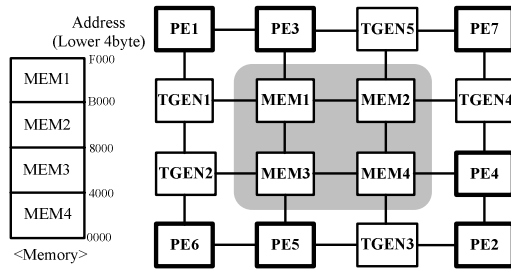 Address
(Lower 4byte)
F000
MEM1
B000
MEM2
8000
MEM3
4000
MEM4
0000
<Memory>
PE1 PE3 TGEN5 PE7
TGEN1 MEM1 MEM2 TGEN4
TGEN2 MEM3 MEM4 PE4
PE6 PE5 TGEN3 PE2